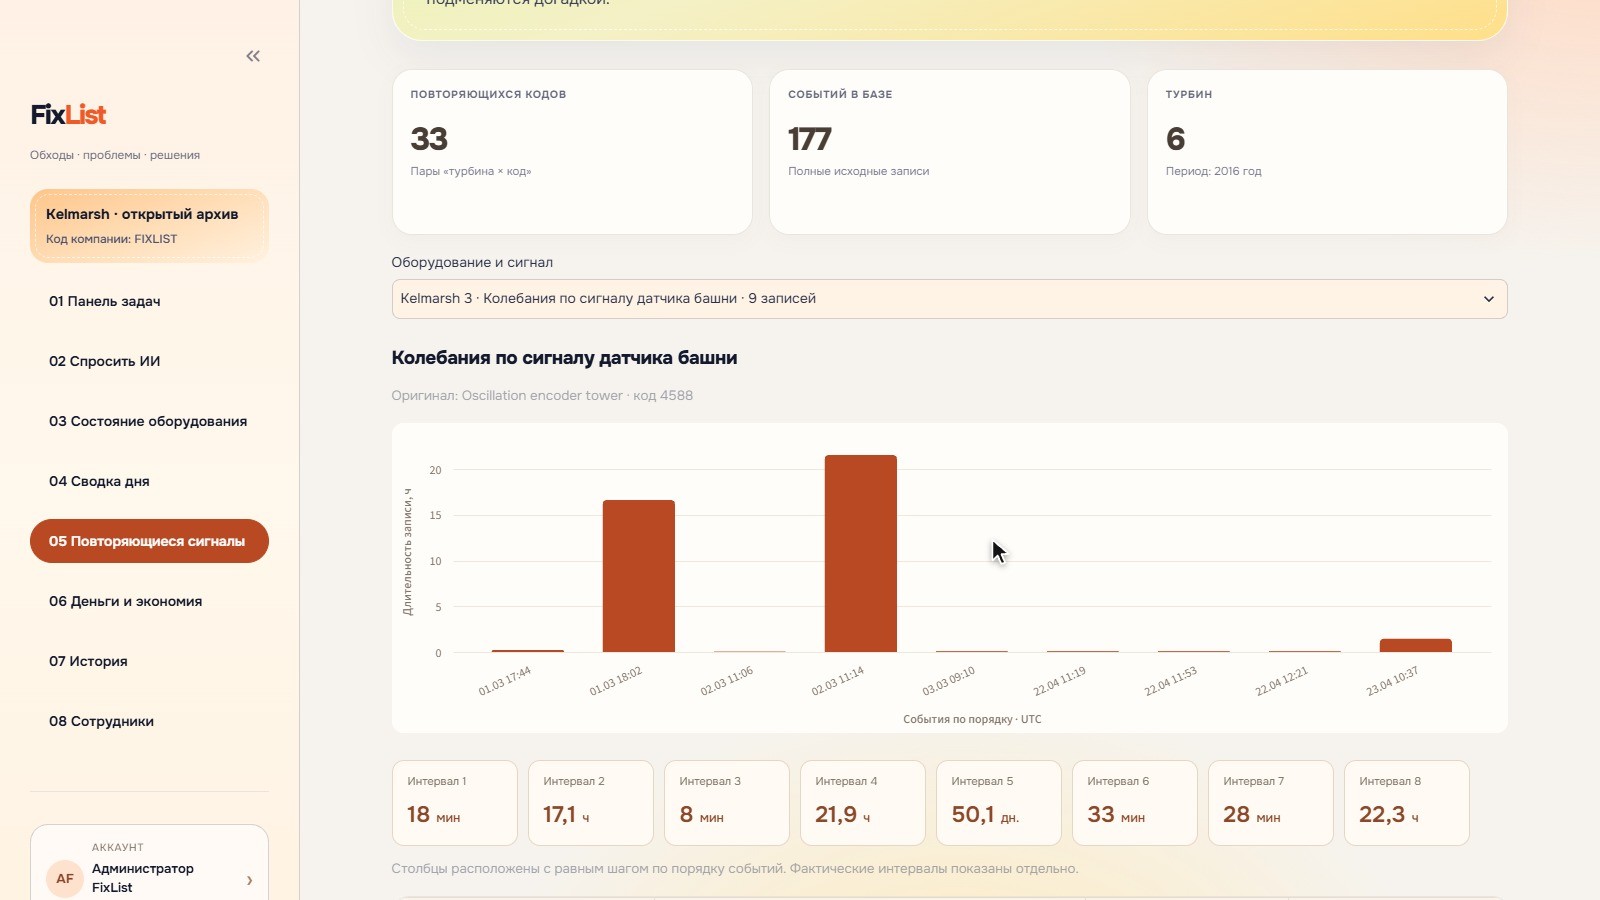 подменяются догадкой.
FixList
Обходы · проблемы · решения
Kelmarsh · открытый архив
Код компании: FIXLIST
01 Панель задач
02 Спросить ИИ
03 Состояние оборудования
04 Сводка дня
05 Повторяющиеся сигналы
06 Деньги и экономия
07 История
08 Сотрудники
АККАУНТ
AF
Администратор
FixList
ПОВТОРЯЮЩИХСЯ КОДОВ
33
Пары «турбина × код»
СОБЫТИЙ В БАЗЕ
177
Полные исходные записи
ТУРБИН
6
Период: 2016 год
Оборудование и сигнал
Kelmarsh 3 · Колебания по сигналу датчика башни · 9 записей
Колебания по сигналу датчика башни
Оригинал: Oscillation encoder tower · код 4588
Длительность записи, ч
20
15
10
5
0
01.03 17:44
01.03 18:02
02.03 11:06
02.03 11:14
03.03 09:10
22.04 11:19
22.04 11:53
22.04 12:21
23.04 10:37
События по порядку · UTC
Интервал 1
18 мин
Интервал 2
17,1 ч
Интервал 3
8 мин
Интервал 4
21,9 ч
Интервал 5
50,1 дн.
Интервал 6
33 мин
Интервал 7
28 мин
Интервал 8
22,3 ч
Столбцы расположены с равным шагом по порядку событий. Фактические интервалы показаны отдельно.